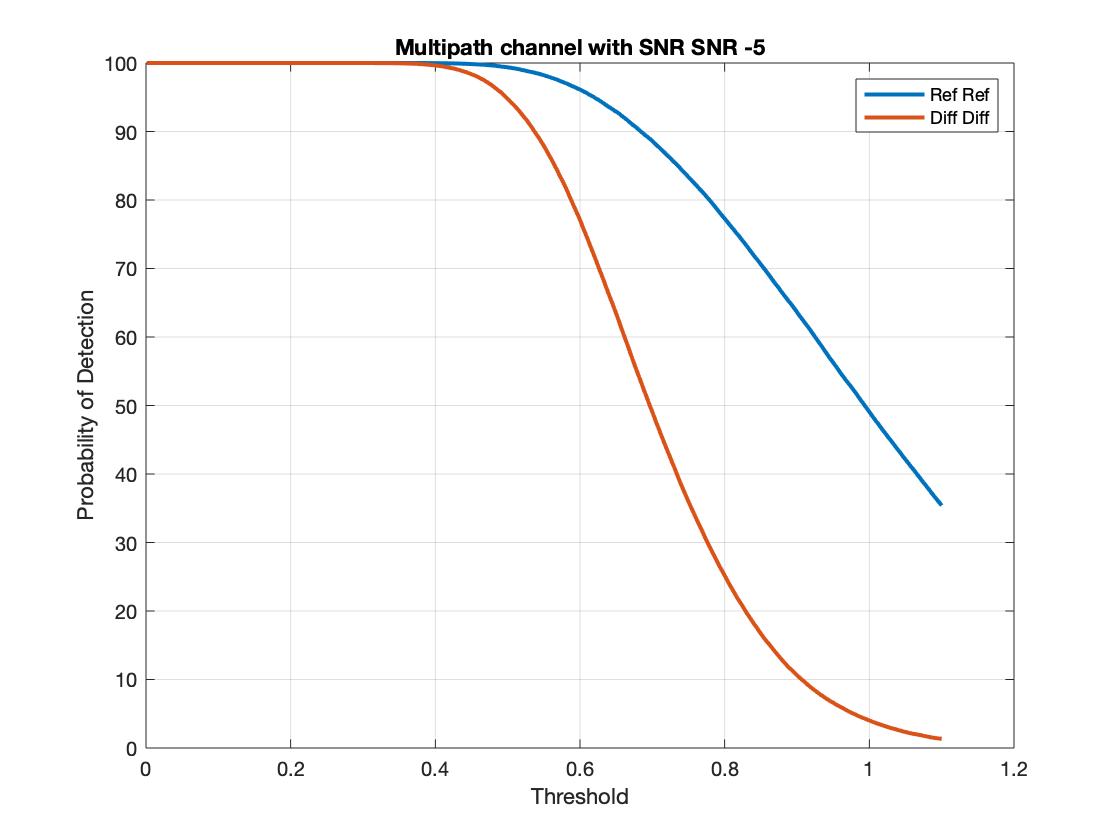 Multipath channel with SNR SNR -5
Ref Ref
Diff Diff
Probability of Detection
100
90
80
70
60
50
40
30
20
10
0
0 0.2 0.4 0.6 0.8 1 1.2
Threshold